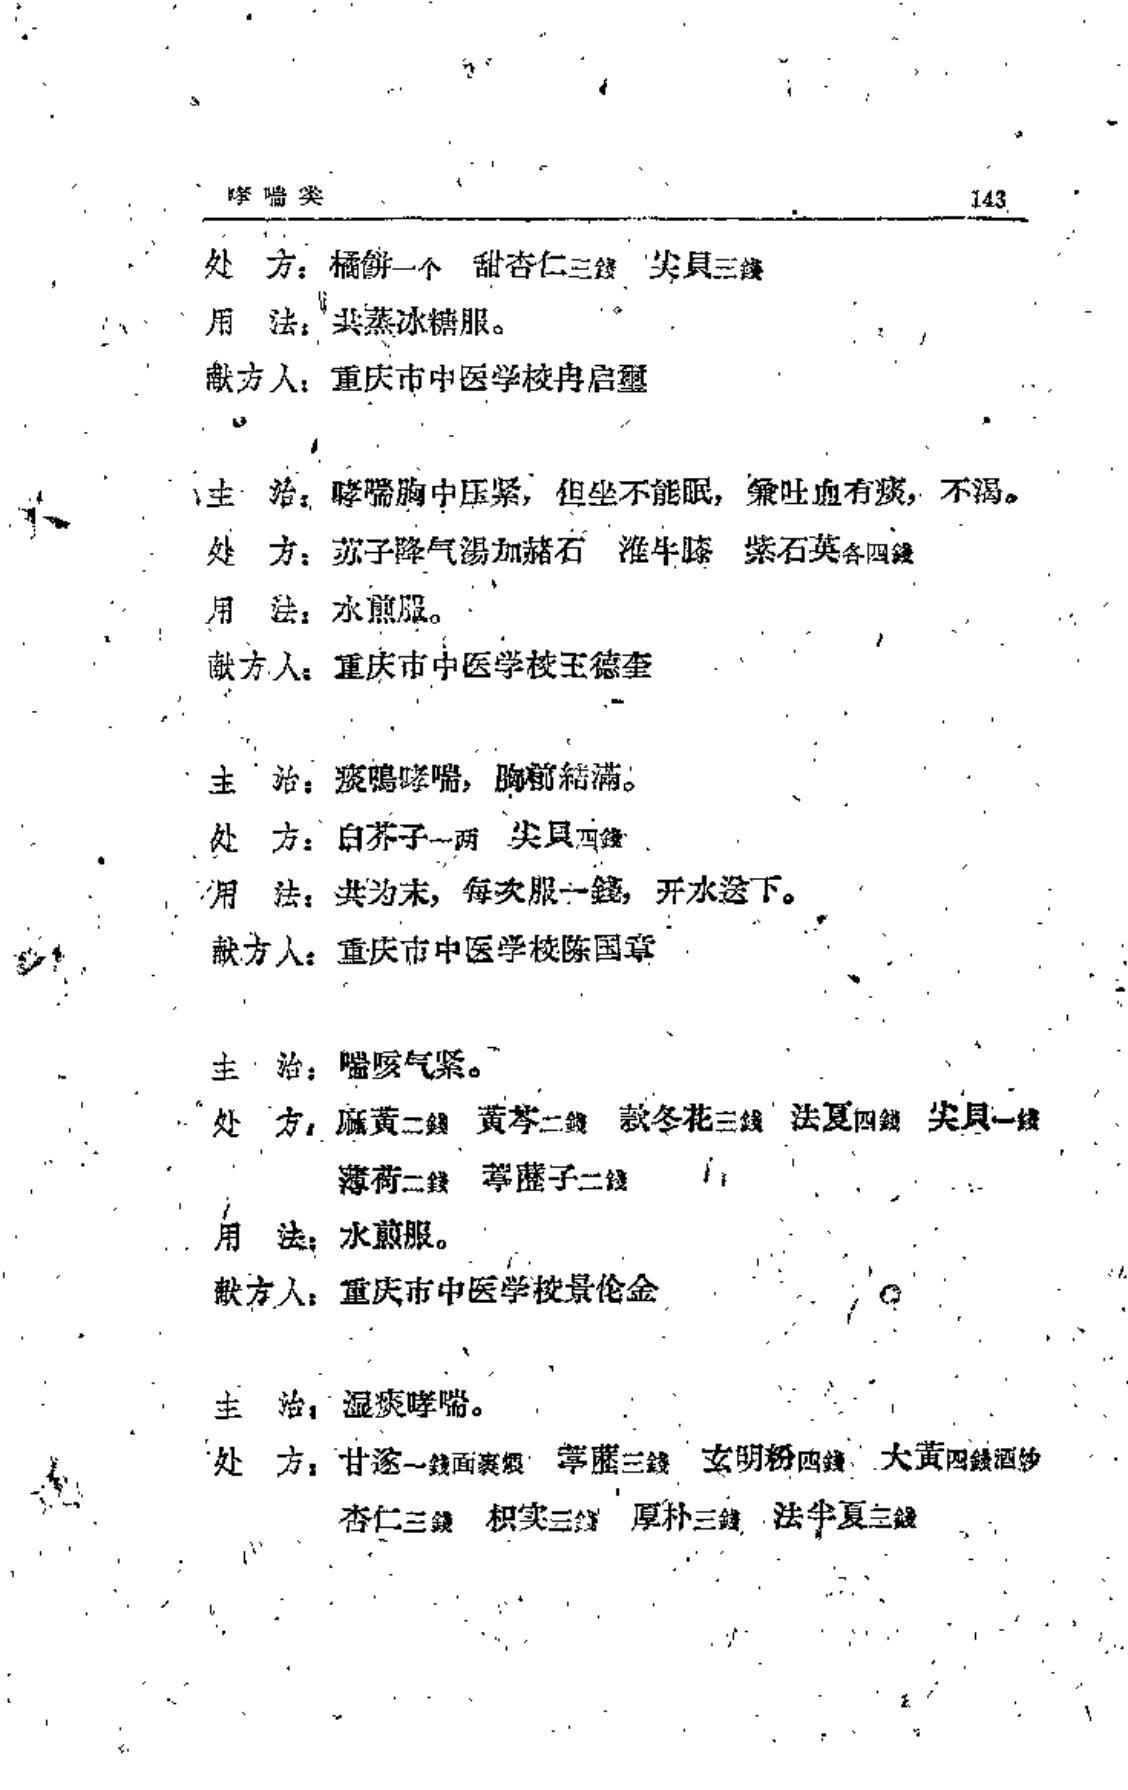 哮喘类 143
处　方：橘餅一个　甜杏仁三錢　尖貝三錢
用　法：共蒸冰糖服。
献方人：重庆市中医学校冉启璽
主　治：哮喘胸中压紧，但坐不能眠，兼吐血有痰，不渴。
处　方：苏子降气湯加赭石　淮牛膝　紫石英各四錢
用　法：水煎服。
献方人：重庆市中医学校王德奎
主　治：痰鳴哮喘，胸前結滿。
处　方：白芥子一两　尖貝四錢
用　法：共为末，每次服一錢，开水送下。
献方人：重庆市中医学校陈国章
主　治：喘咳气紧。
处　方：麻黃二錢　黃芩二錢　款冬花三錢　法夏四錢　尖貝一錢
薄荷二錢　葶藶子二錢
用　法：水煎服。
献方人：重庆市中医学校景伦金
主　治：湿痰哮喘。
处　方：甘遂一錢面裹煨　葶藶三錢　玄明粉四錢　大黃四錢酒炒
杏仁三錢　枳实三錢　厚朴三錢　法半夏三錢